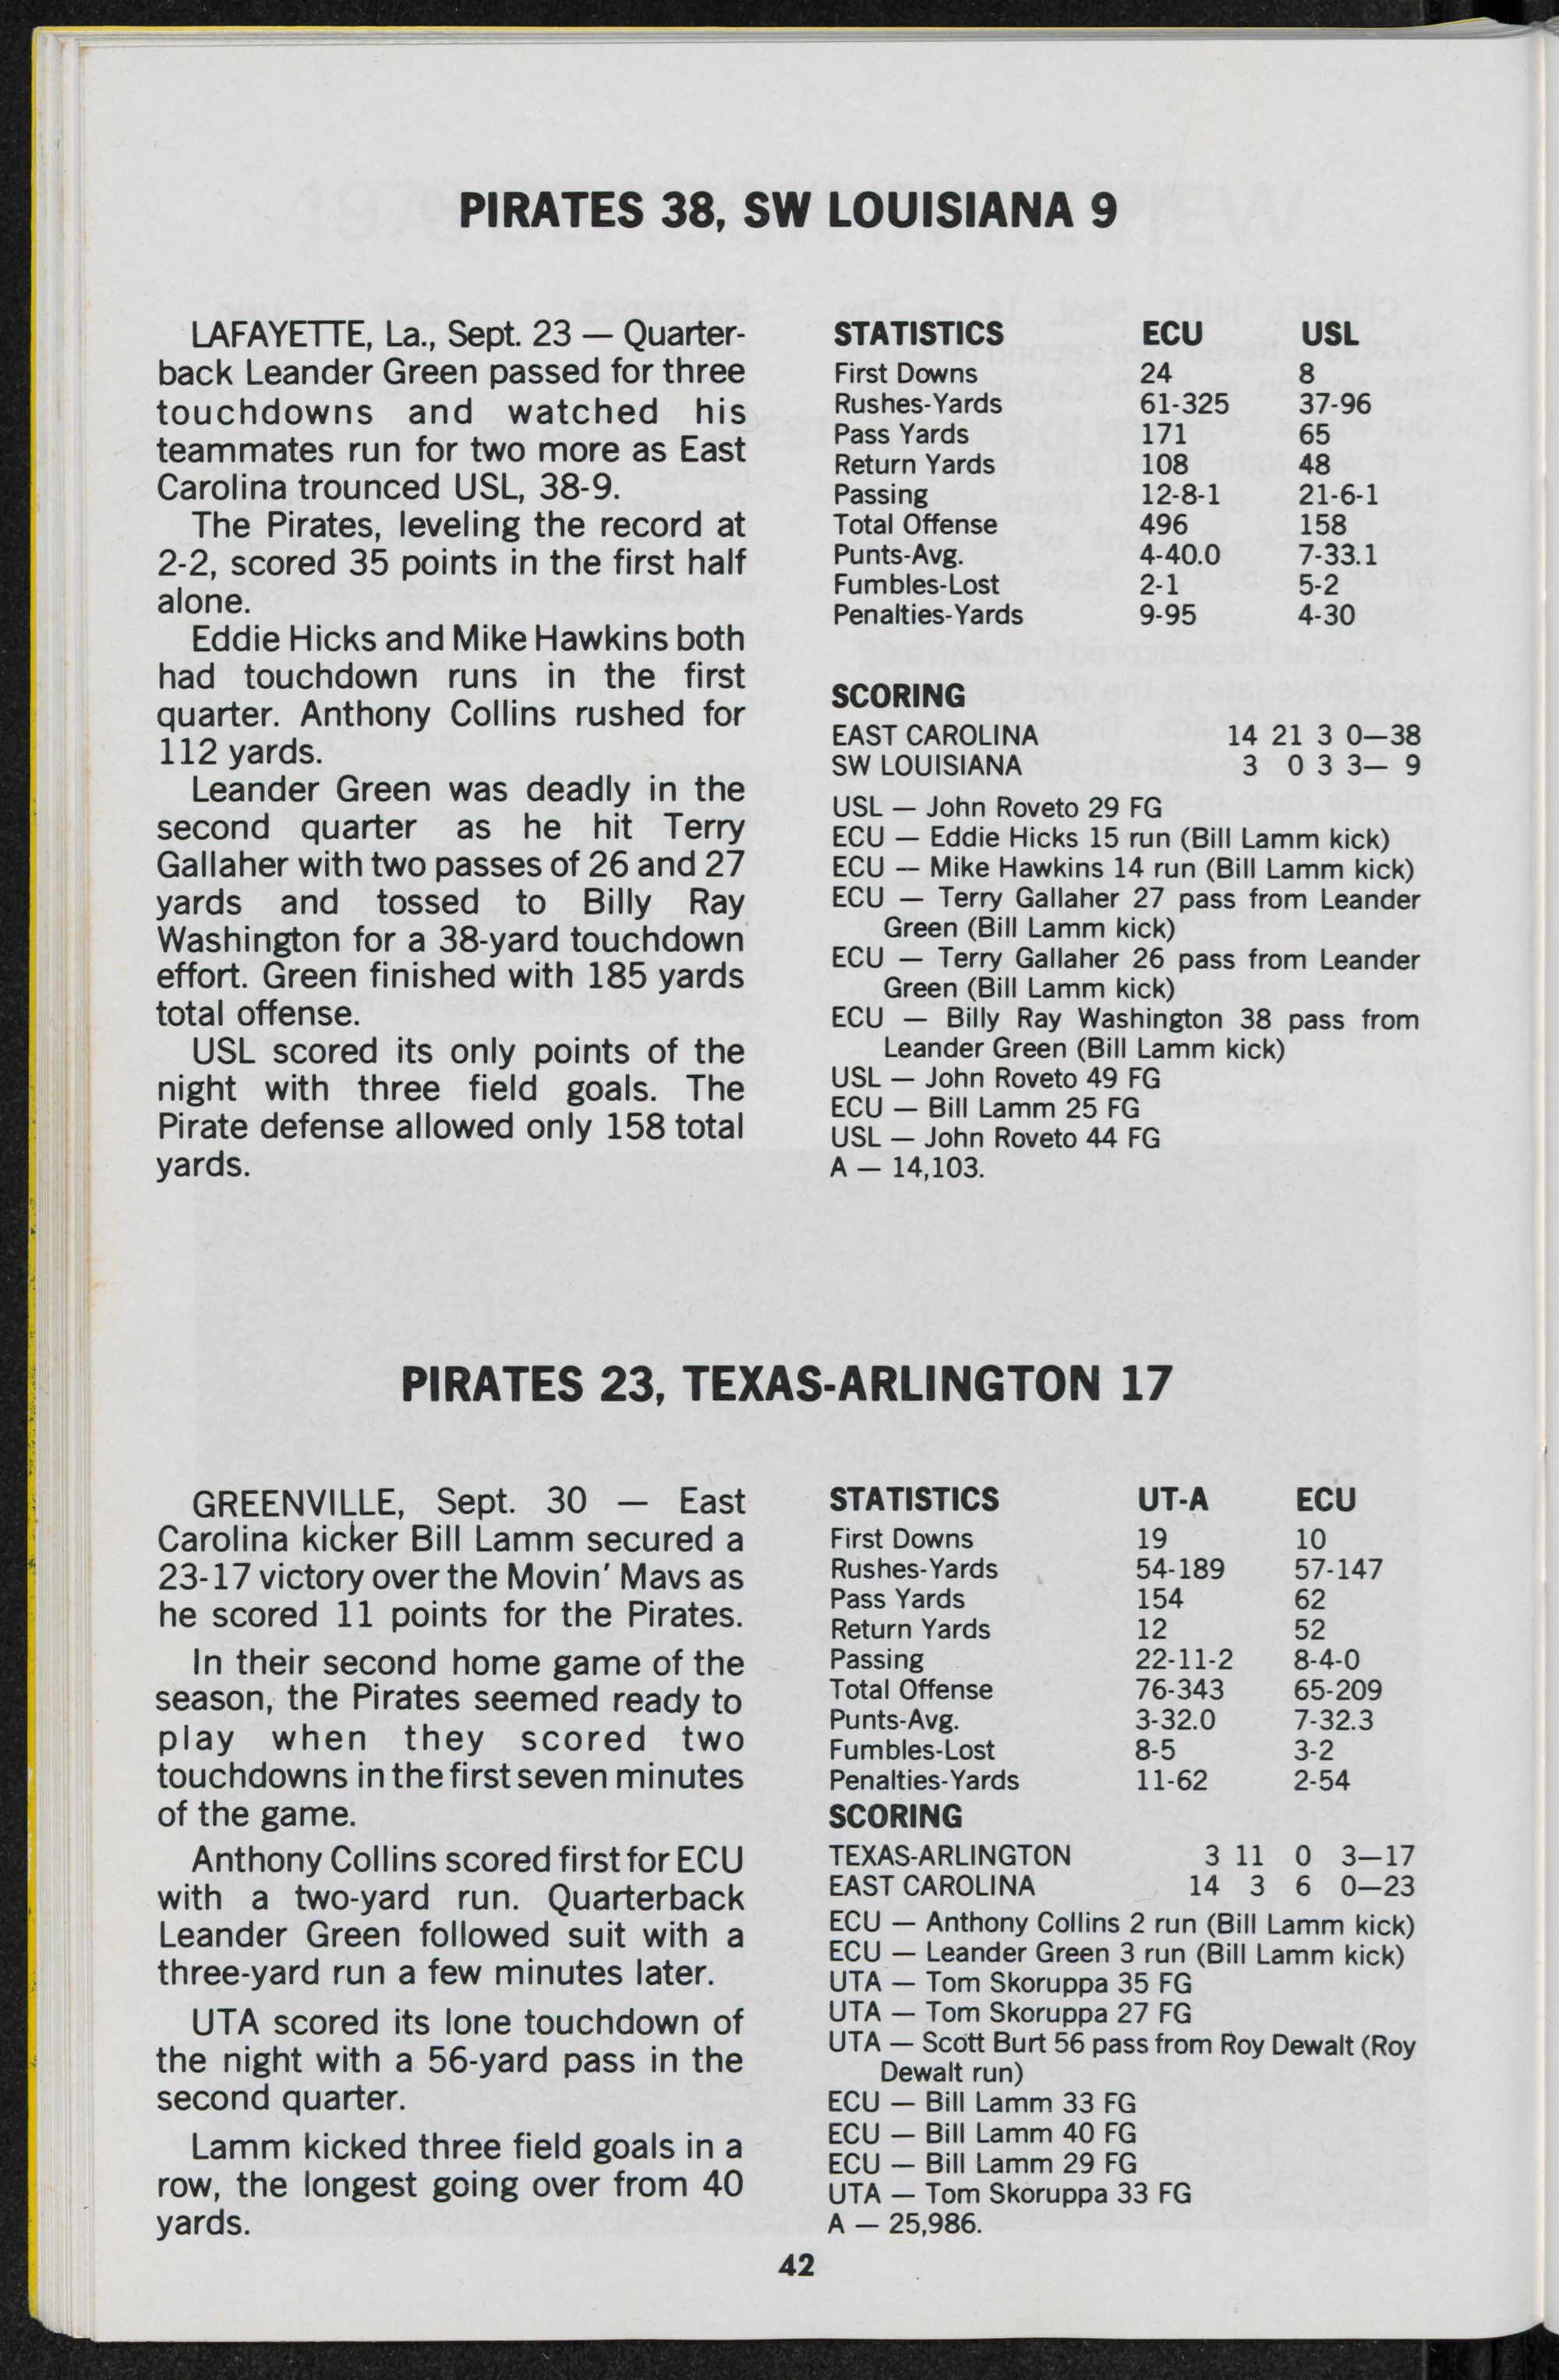 PIRATES 38, SW LOUISIANA 9
LAFAYETTE, La., Sept. 23 — Quarter-
back Leander Green passed for three
touchdowns and watched his
teammates run for two more as East
Carolina trounced USL, 38-9.
The Pirates, leveling the record at
2-2, scored 35 points in the first half
alone.
Eddie Hicks and Mike Hawkins both
had touchdown runs in the first
quarter. Anthony Collins rushed for
112 yards.
Leander Green was deadly in the
second quarter as he hit Terry
Gallaher with two passes of 26 and 27
yards and tossed to Billy Ray
Washington for a 38-yard touchdown
effort. Green finished with 185 yards
total offense.
USL scored its only points of the
night with three field goals. The
Pirate defense allowed only 158 total
yards.
STATISTICS ECU USL
First Downs 24 8
Rushes-Yards 61-325 37-96
Pass Yards 171 65
Return Yards 108 48
Passing 12-8-1 21-6-1
Total Offense 496 158
Punts-Avg. 4-40.0 7-33.1
Fumbles-Lost 2-1 5-2
Penalties-Yards 9-95 4-30
SCORING
EAST CAROLINA 14 21 3 0—38
SW LOUISIANA 3 0 3 3— 9
USL — John Roveto 29 FG
ECU — Eddie Hicks 15 run (Bill Lamm kick)
ECU — Mike Hawkins 14 run (Bill Lamm kick)
ECU — Terry Gallaher 27 pass from Leander
Green (Bill Lamm kick)
ECU — Terry Gallaher 26 pass from Leander
Green (Bill Lamm kick)
ECU — Billy Ray Washington 38 pass from
Leander Green (Bill Lamm kick)
USL — John Roveto 49 FG
ECU — Bill Lamm 25 FG
USL — John Roveto 44 FG
A — 14,103.
PIRATES 23, TEXAS-ARLINGTON 17
GREENVILLE, Sept. 30 — East
Carolina kicker Bill Lamm secured a
23-17 victory over the Movin' Mavs as
he scored 11 points for the Pirates.
In their second home game of the
season, the Pirates seemed ready to
play when they scored two
touchdowns in the first seven minutes
of the game.
Anthony Collins scored first for ECU
with a two-yard run. Quarterback
Leander Green followed suit with a
three-yard run a few minutes later.
UTA scored its lone touchdown of
the night with a 56-yard pass in the
second quarter.
Lamm kicked three field goals in a
row, the longest going over from 40
yards.
STATISTICS UT-A ECU
First Downs 19 10
Rushes-Yards 54-189 57-147
Pass Yards 154 62
Return Yards 12 52
Passing 22-11-2 8-4-0
Total Offense 76-343 65-209
Punts-Avg. 3-32.0 7-32.3
Fumbles-Lost 8-5 3-2
Penalties-Yards 11-62 2-54
SCORING
TEXAS-ARLINGTON 3 11 0 3—17
EAST CAROLINA 14 3 6 0—23
ECU — Anthony Collins 2 run (Bill Lamm kick)
ECU — Leander Green 3 run (Bill Lamm kick)
UTA — Tom Skoruppa 35 FG
UTA — Tom Skoruppa 27 FG
UTA — Scott Burt 56 pass from Roy Dewalt (Roy
Dewalt run)
ECU — Bill Lamm 33 FG
ECU — Bill Lamm 40 FG
ECU — Bill Lamm 29 FG
UTA — Tom Skoruppa 33 FG
A — 25,986.
42